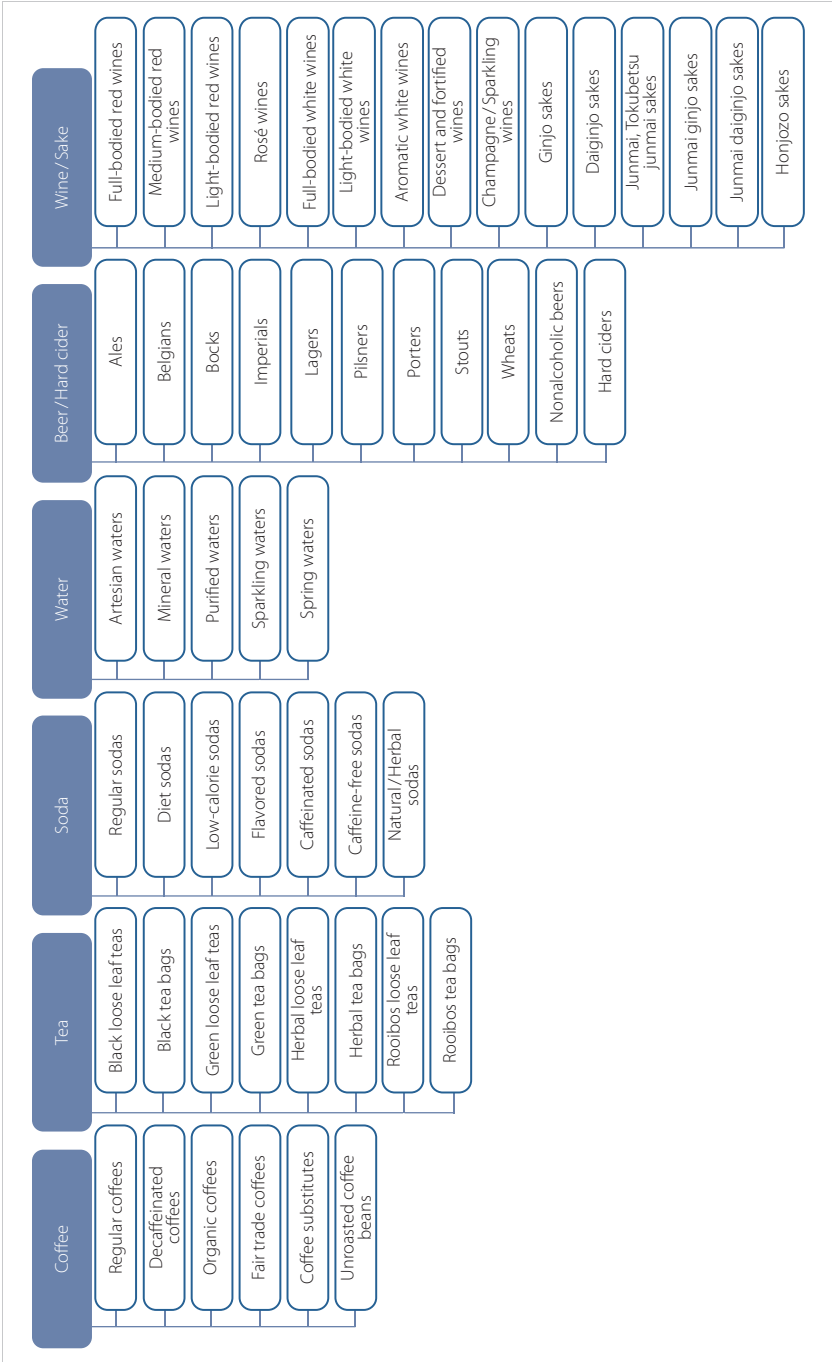 Coffee
Regular coffees
Decaffeinated
coffees
Organic coffees
Fair trade coffees
Coffee substitutes
Unroasted coffee
beans
Tea
Black loose leaf teas
Black tea bags
Green loose leaf teas
Green tea bags
Herbal loose leaf
teas
Herbal tea bags
Rooibos loose leaf
teas
Rooibos tea bags
Soda
Regular sodas
Diet sodas
Low-calorie sodas
Flavored sodas
Caffeinated sodas
Caffeine-free sodas
Natural/Herbal
sodas
Water
Artesian waters
Mineral waters
Purified waters
Sparkling waters
Spring waters
Beer/Hard cider
Ales
Belgians
Bocks
Imperials
Lagers
Pilsners
Porters
Stouts
Wheats
Nonalcoholic beers
Hard ciders
Wine/Sake
Full-bodied red wines
Medium-bodied red
wines
Light-bodied red wines
Rosé wines
Full-bodied white wines
Light-bodied white
wines
Aromatic white wines
Dessert and fortified
wines
Champagne/Sparkling
wines
Ginjo sakes
Daiginjo sakes
Junmai, Tokubetsu
junmai sakes
Junmai ginjo sakes
Junmai daiginjo sakes
Honjozo sakes